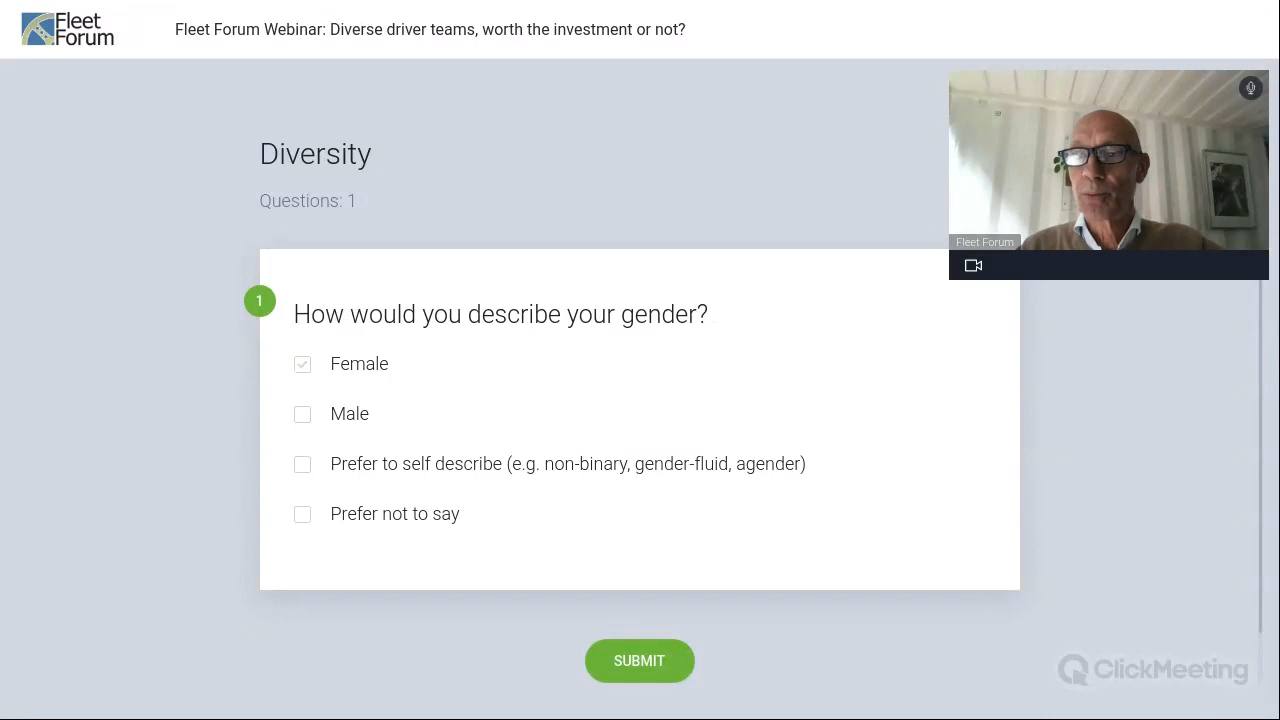 Fleet
Forum
Fleet Forum Webinar: Diverse driver teams, worth the investment or not?
Diversity
Questions: 1
Fleet Forum
1
How would you describe your gender?
Female
Male
Prefer to self describe (e.g. non-binary, gender-fluid, agender)
Prefer not to say
SUBMIT
ClickMeeting